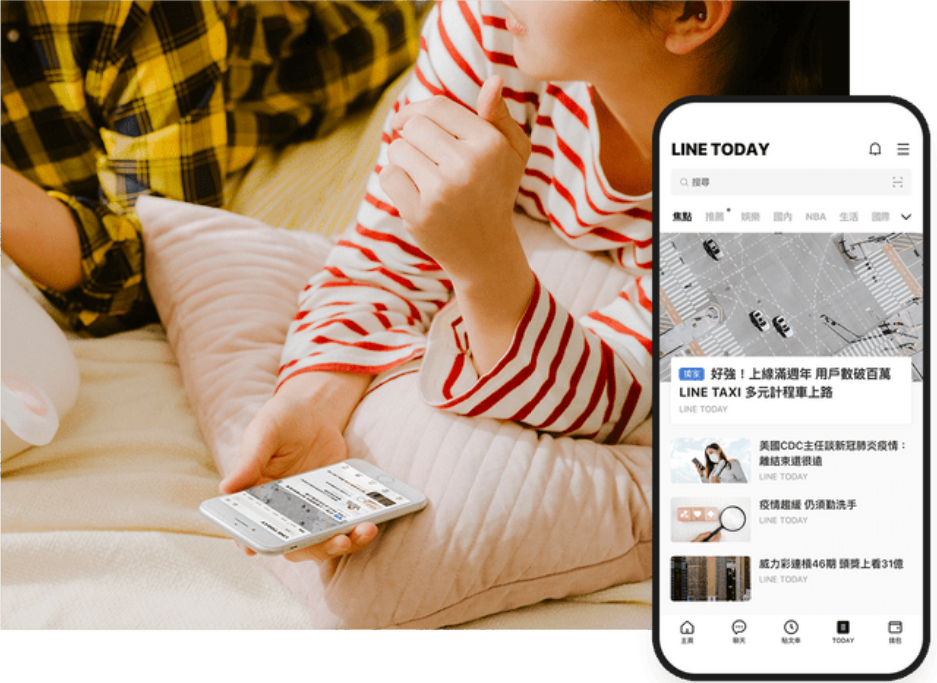 LINE TODAY
搜尋
焦點 推薦 娛樂 國內 NBA 生活 國際
獨家 好強！上線滿週年 用戶數破百萬
LINE TAXI 多元計程車上路
LINE TODAY
美國CDC主任談新冠肺炎疫情：
離結束還很遠
LINE TODAY
疫情趨緩 仍須勤洗手
LINE TODAY
威力彩連槓46期 頭獎上看31億
LINE TODAY
主頁 聊天 貼文串 TODAY 錢包
LINE TODAY